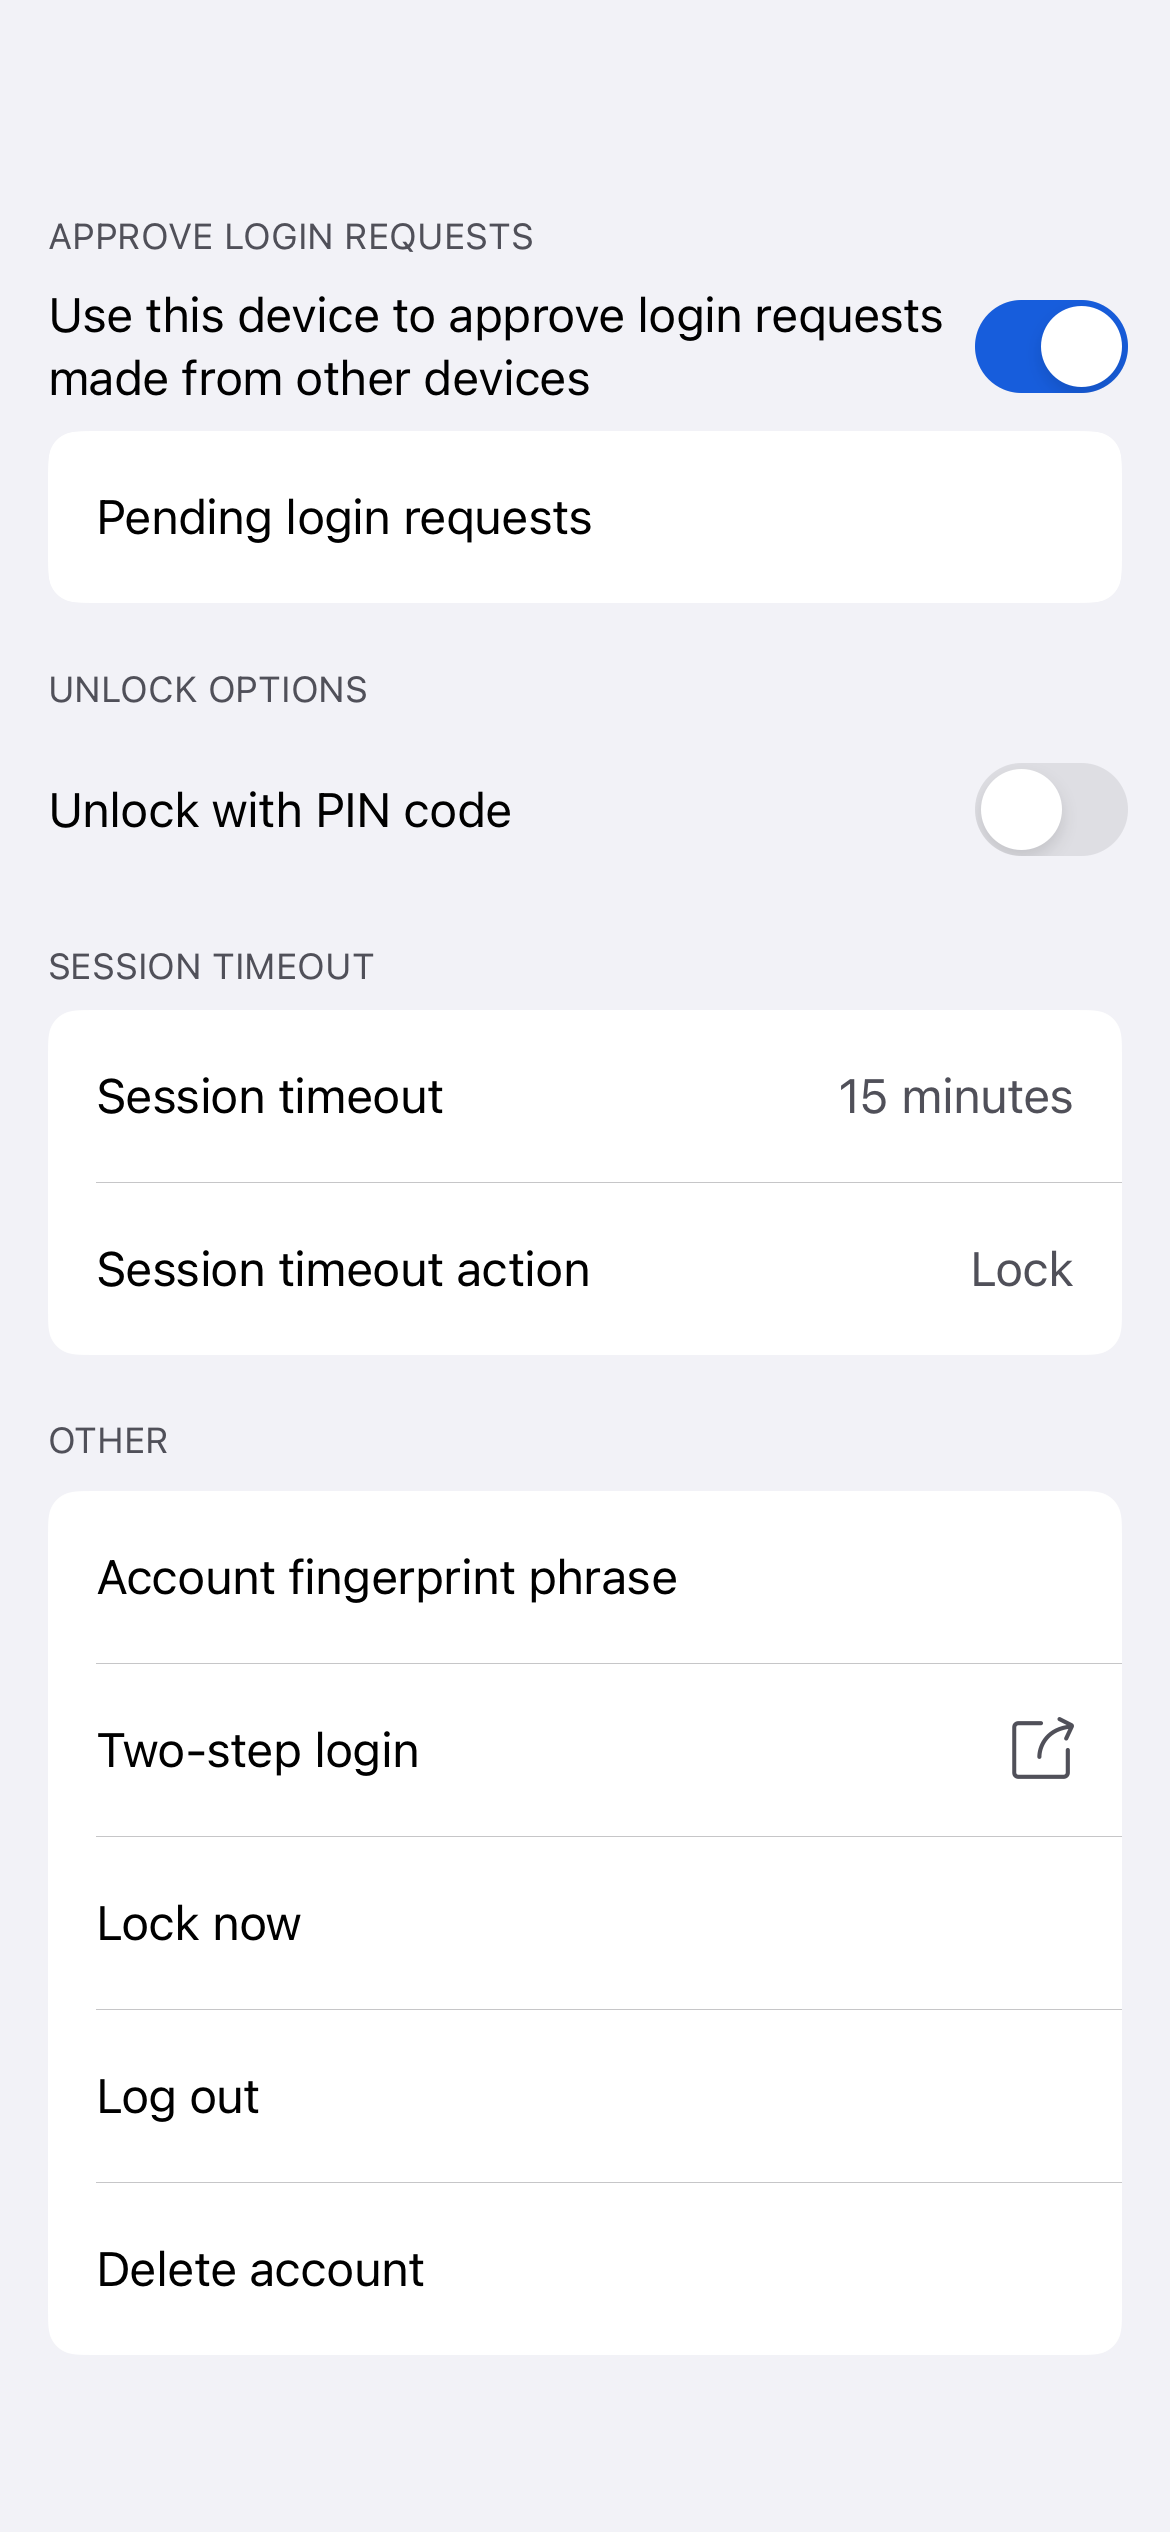 APPROVE LOGIN REQUESTS
Use this device to approve login requests
made from other devices
Pending login requests
UNLOCK OPTIONS
Unlock with PIN code
SESSION TIMEOUT
Session timeout 15 minutes
Session timeout action Lock
OTHER
Account fingerprint phrase
Two-step login
Lock now
Log out
Delete account